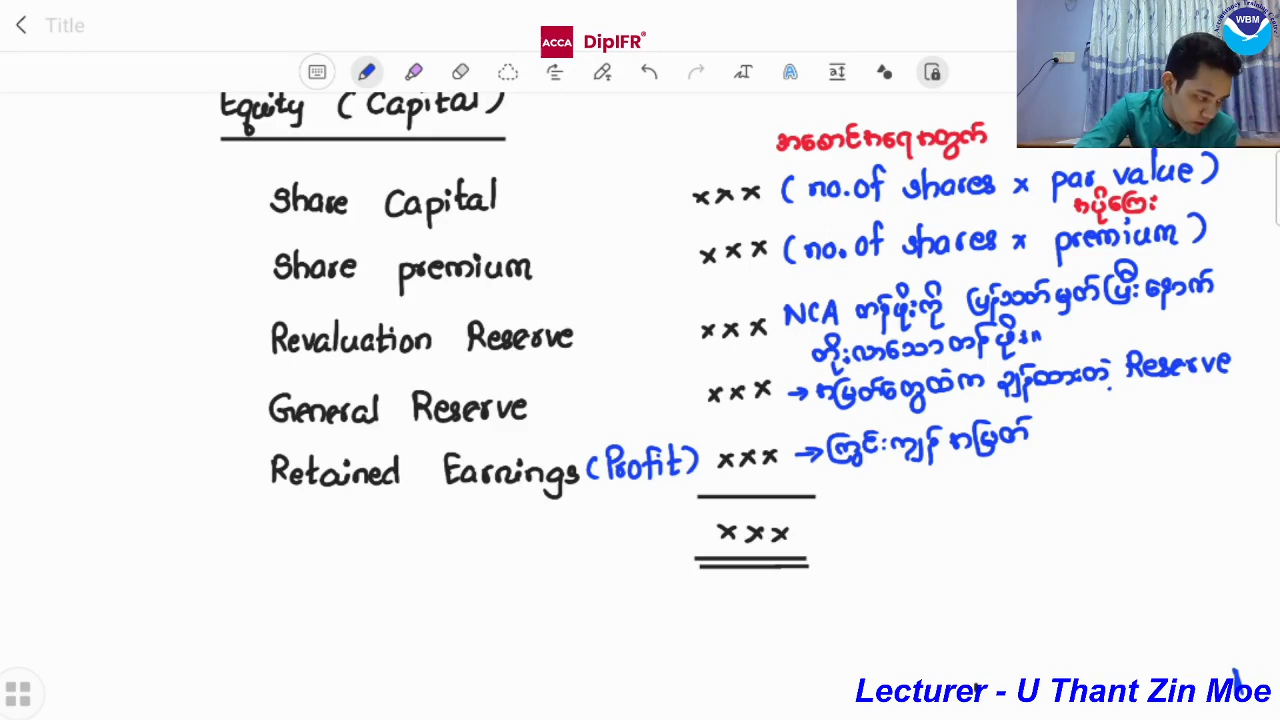 Title
ACCA DipIFR®
WBM
Equity (Capital)
အစောင်အရေအတွက်
Share Capital xxx (no.of shares x par value)
အပိုကြေး
Share premium xxx (no.of shares x premium)
Revaluation Reserve xxx NCA တန်ဖိုးကို ပြန်သတ်မှတ်ပြီးနောက်
တိုးလာသောတန်ဖိုး။
General Reserve xxx → အမြတ်တွေထဲက ချန်ထားတဲ့ Reserve
Retained Earnings (Profit) xxx → ကြွင်းကျန် အမြတ်
xxx
Lecturer - U Thant Zin Moe